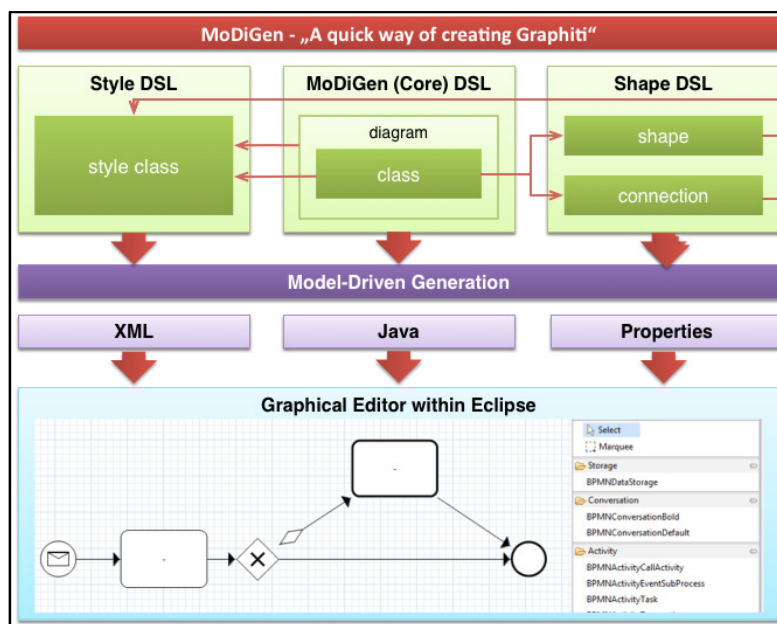 MoDiGen - „A quick way of creating Graphiti“
Style DSL
MoDiGen (Core) DSL
Shape DSL
style class
diagram
class
shape
connection
Model-Driven Generation
XML
Java
Properties
Graphical Editor within Eclipse
Select
Marquee
Storage
BPMNDataStorage
Conversation
BPMNConversationBold
BPMNConversationDefault
Activity
BPMNActivityCallActivity
BPMNActivityEventSubProcess
BPMNActivityTask